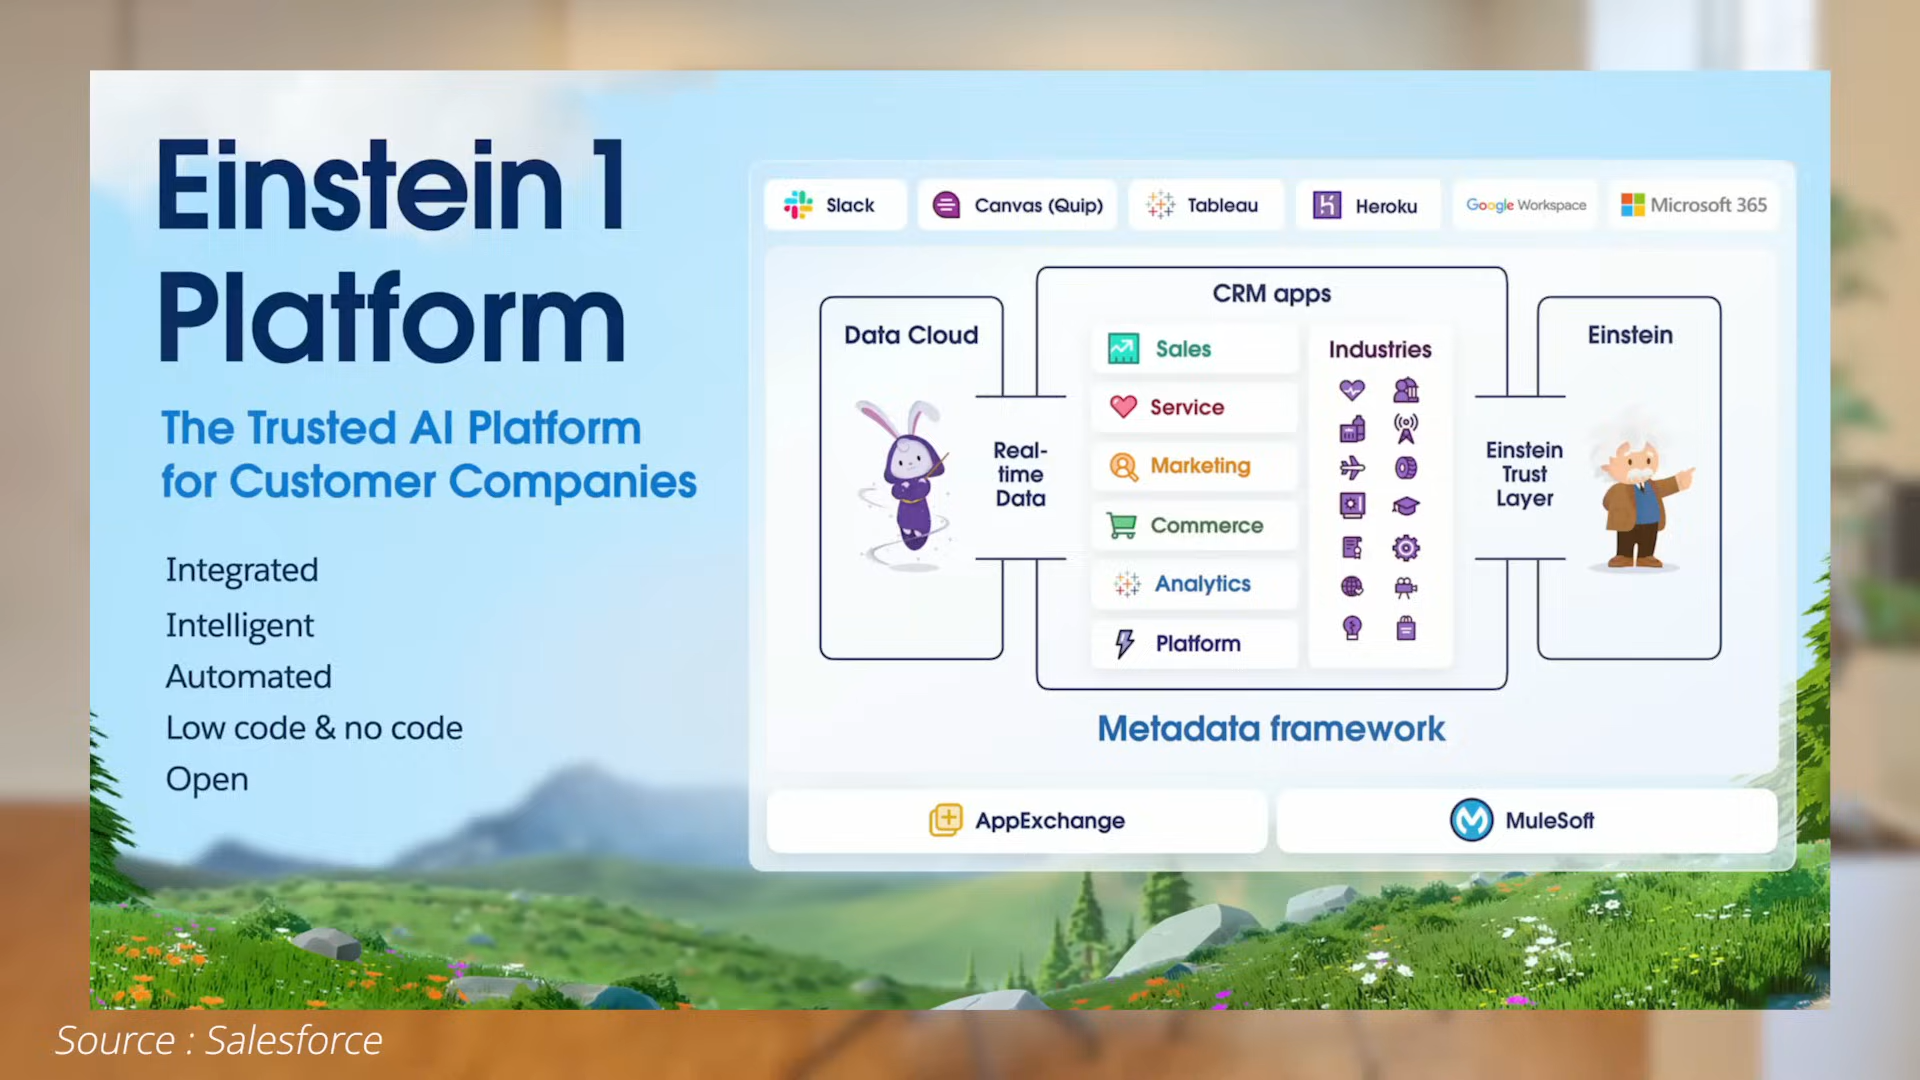 Einstein 1
Platform
The Trusted AI Platform
for Customer Companies
Integrated
Intelligent
Automated
Low code & no code
Open
Slack
Canvas (Quip)
Tableau
Heroku
Google Workspace
Microsoft 365
Data Cloud
Real-
time
Data
CRM apps
Sales
Service
Marketing
Commerce
Analytics
Platform
Industries
Einstein
Trust
Layer
Einstein
Metadata framework
AppExchange
MuleSoft
Source : Salesforce